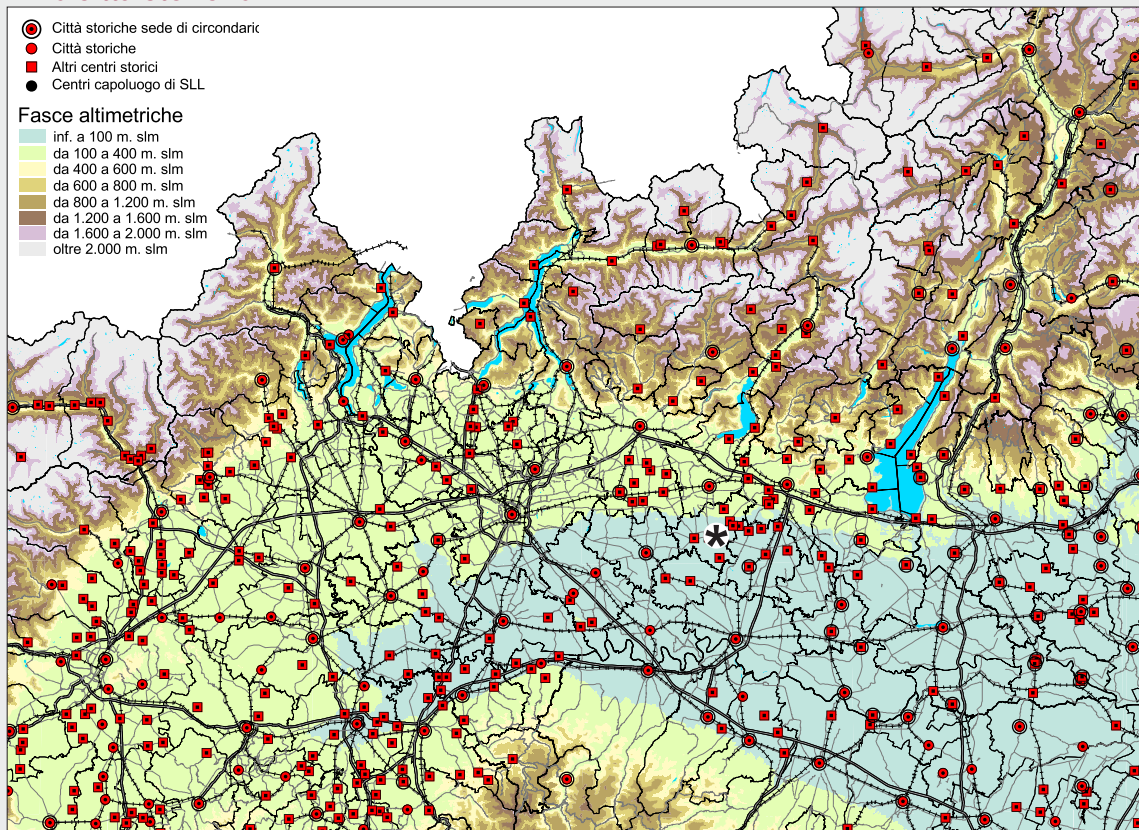 Città storiche sede di circondario
Città storiche
Altri centri storici
Centri capoluogo di SLL
Fasce altimetriche
inf. a 100 m. slm
da 100 a 400 m. slm
da 400 a 600 m. slm
da 600 a 800 m. slm
da 800 a 1.200 m. slm
da 1.200 a 1.600 m. slm
da 1.600 a 2.000 m. slm
oltre 2.000 m. slm
*